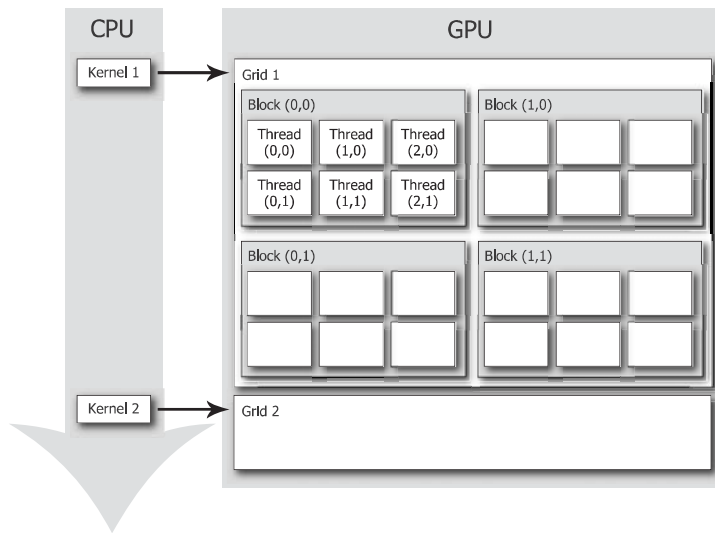 CPU
GPU
Kernel 1
Grid 1
Block (0,0)
Thread
(0,0)
Thread
(1,0)
Thread
(2,0)
Thread
(0,1)
Thread
(1,1)
Thread
(2,1)
Block (1,0)
Block (0,1)
Block (1,1)
Kernel 2
Grid 2